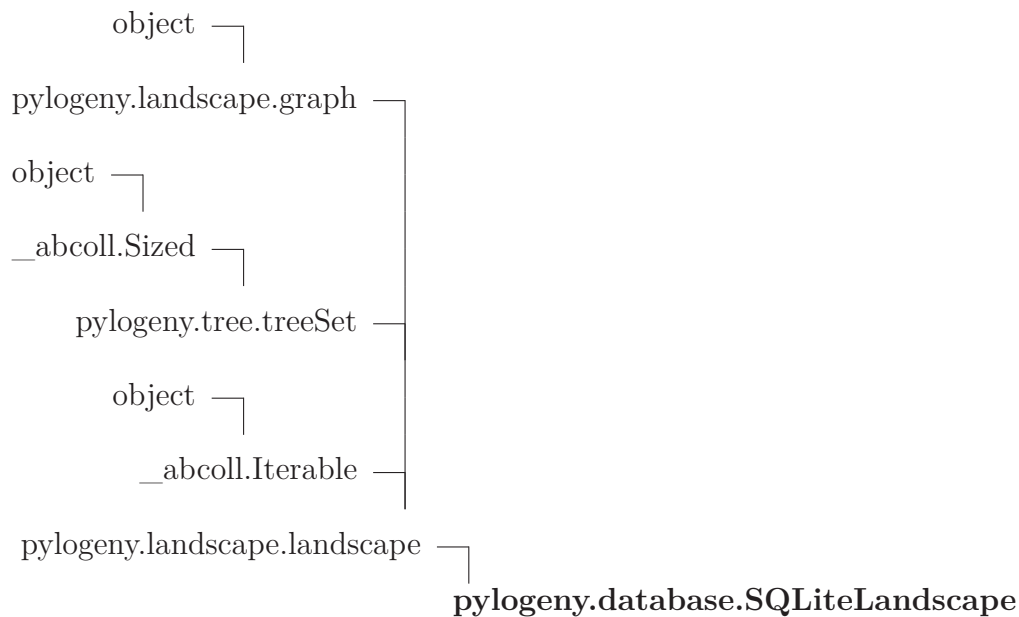 object
pylogeny.landscape.graph
object
_abcoll.Sized
pylogeny.tree.treeSet
object
_abcoll.Iterable
pylogeny.landscape.landscape
pylogeny.database.SQLiteLandscape